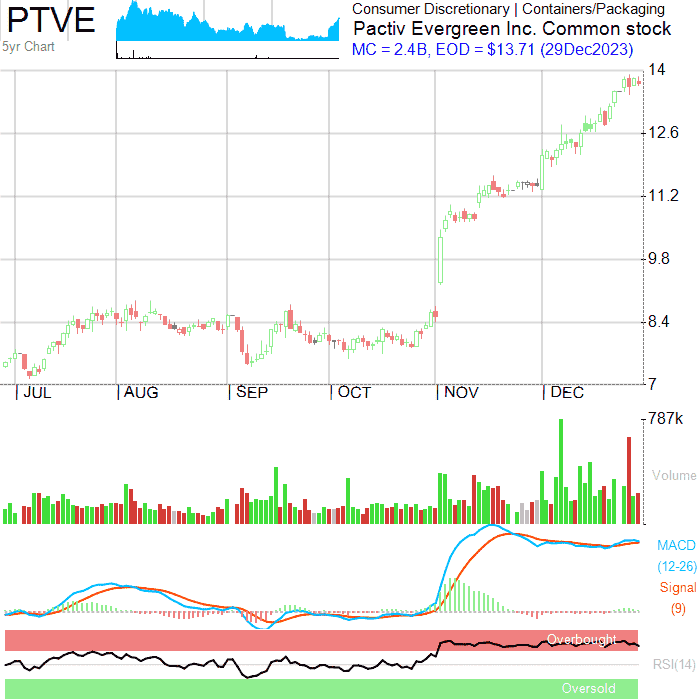 PTVE
5yr Chart
Consumer Discretionary | Containers/Packaging
Pactiv Evergreen Inc. Common stock
MC = 2.4B, EOD = $13.71 (29Dec2023)
14
12.6
11.2
9.8
8.4
7
JUL AUG SEP OCT NOV DEC
787k
Volume
MACD
(12-26)
Signal
(9)
Overbought
RSI(14)
Oversold